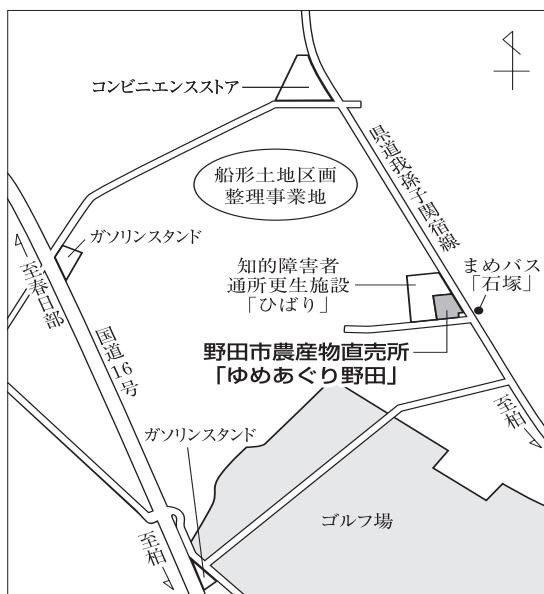 コンビニエンスストア
県道我孫子関宿線
船形土地区画
整理事業地
ガソリンスタンド
至春日部
知的障害者
通所更生施設
「ひばり」
まめバス
「石塚」
国道16号
野田市農産物直売所
「ゆめあぐり野田」
至柏
ガソリンスタンド
ゴルフ場
至柏